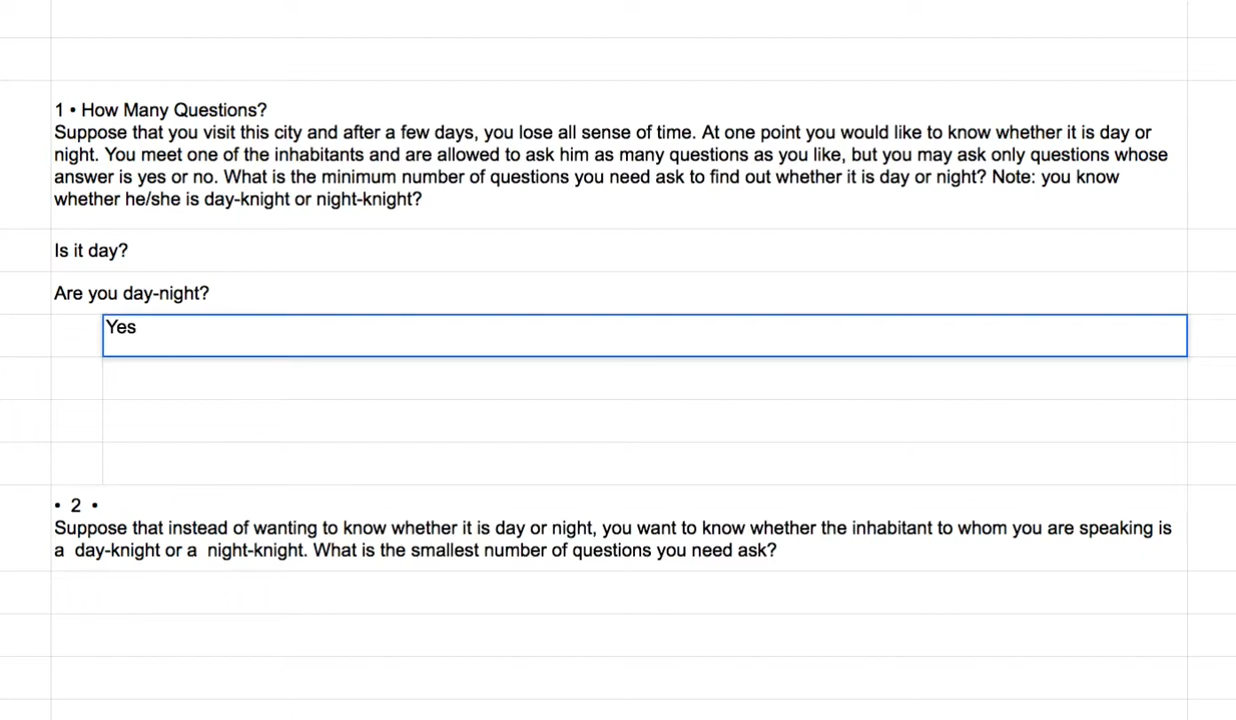 1 • How Many Questions?
Suppose that you visit this city and after a few days, you lose all sense of time. At one point you would like to know whether it is day or
night. You meet one of the inhabitants and are allowed to ask him as many questions as you like, but you may ask only questions whose
answer is yes or no. What is the minimum number of questions you need ask to find out whether it is day or night? Note: you know
whether he/she is day-knight or night-knight?
Is it day?
Are you day-night?
Yes
• 2 •
Suppose that instead of wanting to know whether it is day or night, you want to know whether the inhabitant to whom you are speaking is
a day-knight or a night-knight. What is the smallest number of questions you need ask?